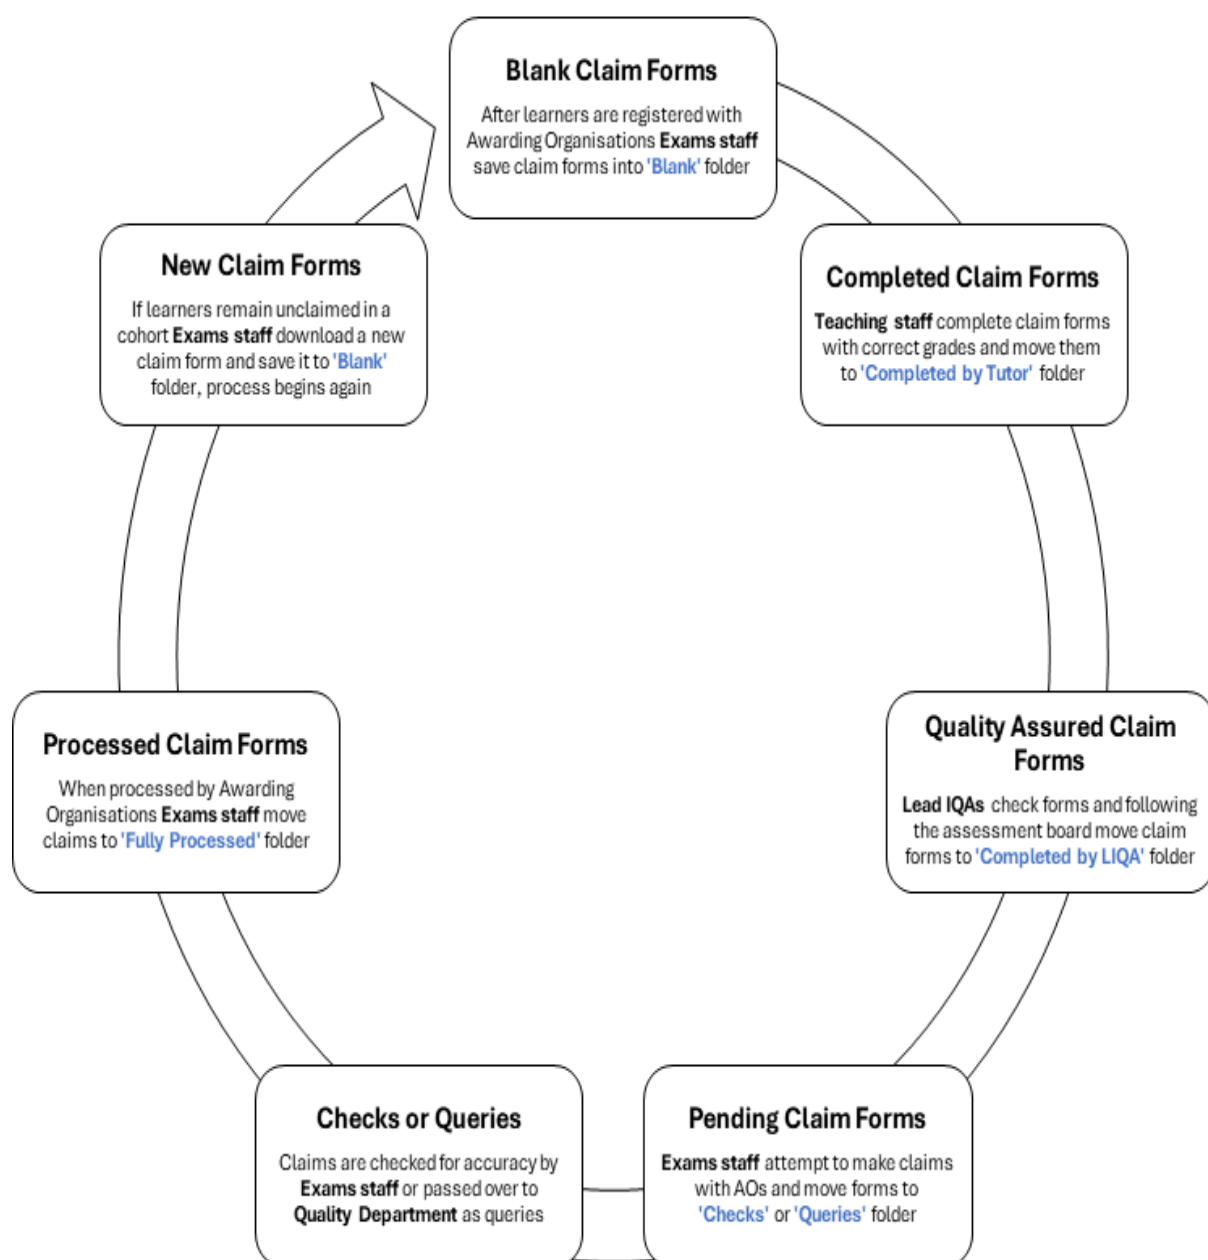 Blank Claim Forms
After learners are registered with
Awarding Organisations Exams staff
save claim forms into 'Blank' folder
Completed Claim Forms
Teaching staff complete claim forms
with correct grades and move them
to 'Completed by Tutor' folder
Quality Assured Claim
Forms
Lead IQAs check forms and following
the assessment board move claim
forms to 'Completed by LIQA' folder
Pending Claim Forms
Exams staff attempt to make claims
with AOs and move forms to
'Checks' or 'Queries' folder
Checks or Queries
Claims are checked for accuracy by
Exams staff or passed over to
Quality Department as queries
Processed Claim Forms
When processed by Awarding
Organisations Exams staff move
claims to 'Fully Processed' folder
New Claim Forms
If learners remain unclaimed in a
cohort Exams staff download a new
claim form and save it to 'Blank'
folder, process begins again